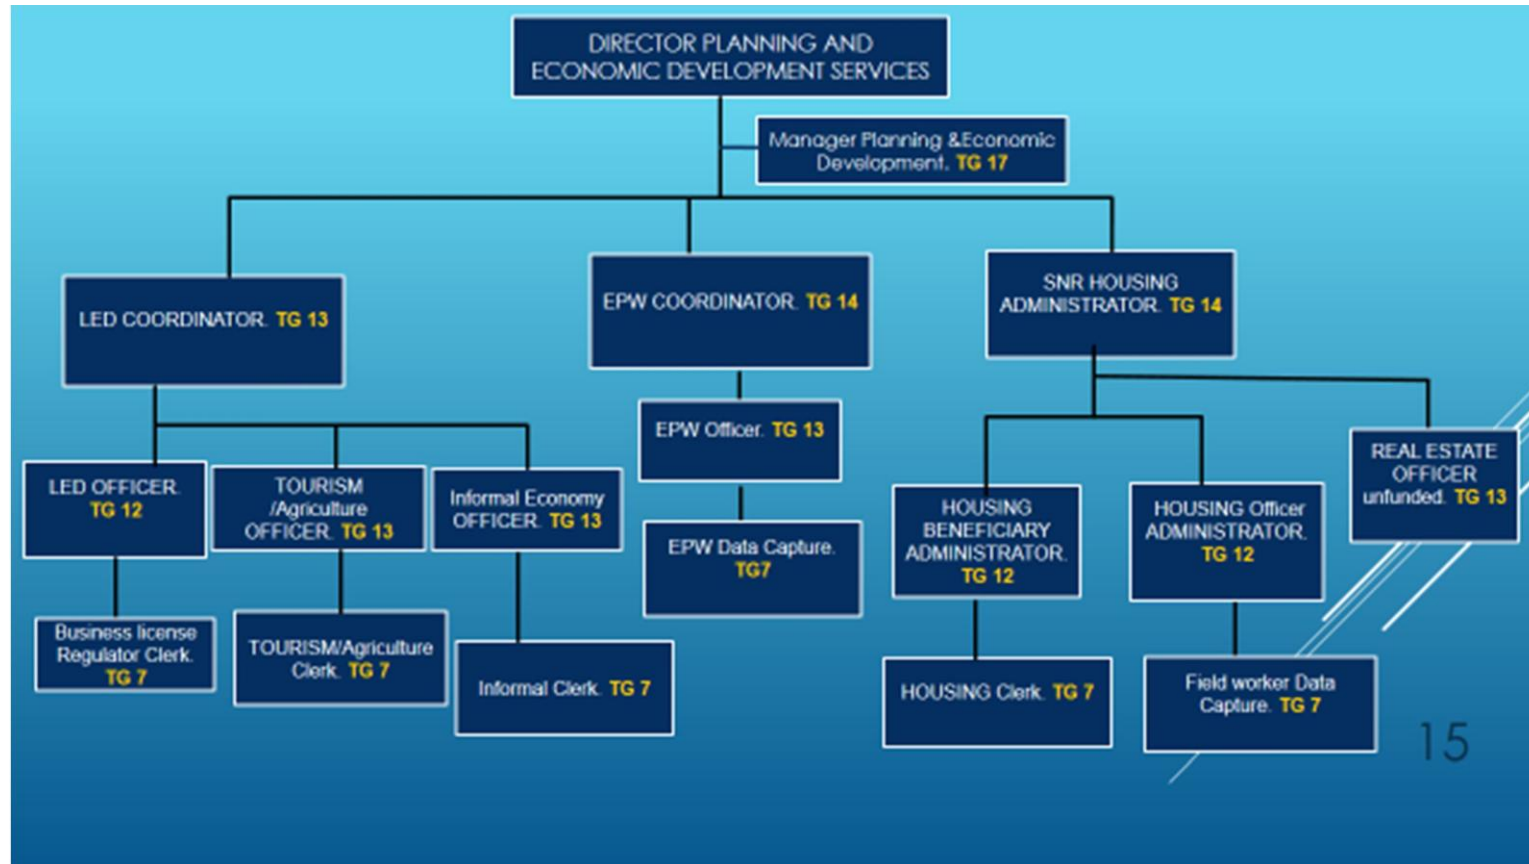 DIRECTOR PLANNING AND
ECONOMIC DEVELOPMENT SERVICES
Manager Planning &Economic
Development. TG 17
LED COORDINATOR. TG 13
EPW COORDINATOR. TG 14
SNR HOUSING
ADMINISTRATOR. TG 14
LED OFFICER.
TG 12
TOURISM
/Agriculture
OFFICER. TG 13
Informal Economy
OFFICER. TG 13
EPW Officer. TG 13
HOUSING
BENEFICIARY
ADMINISTRATOR.
TG 12
HOUSING Officer
ADMINISTRATOR.
TG 12
REAL ESTATE
OFFICER
unfunded. TG 13
Business license
Regulator Clerk.
TG 7
TOURISM/Agriculture
Clerk. TG 7
Informal Clerk. TG 7
EPW Data Capture.
TG7
HOUSING Clerk. TG 7
Field worker Data
Capture. TG 7
15